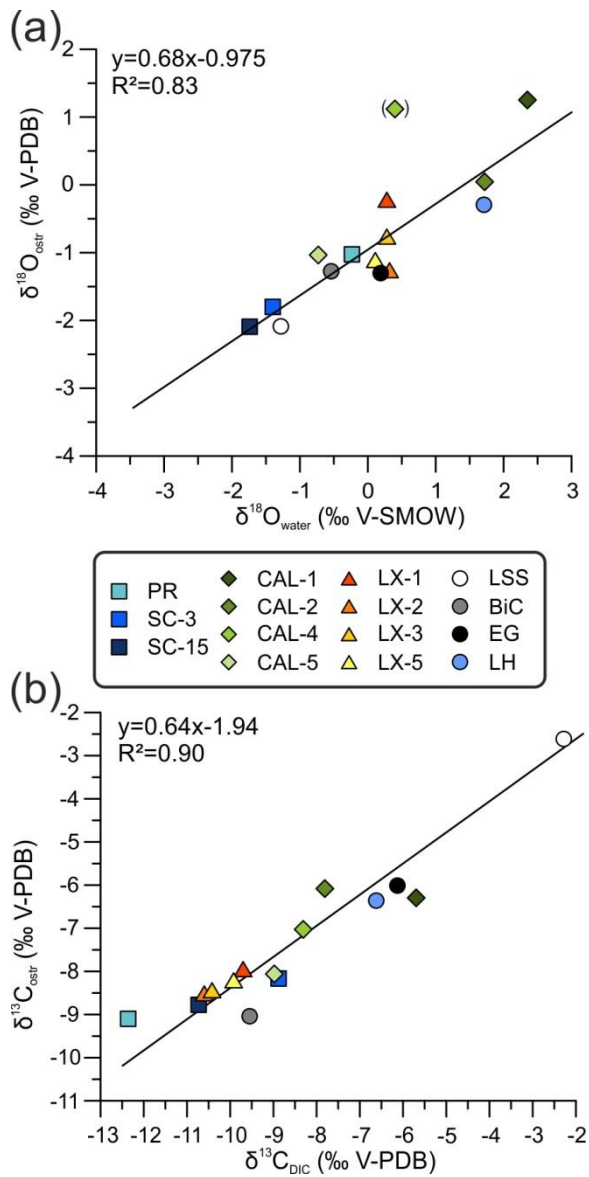 (a)
y=0.68x-0.975
R²=0.83
2
1
0
-1
-2
-3
-4
δ18Oostr (‰ V-PDB)
( )
-4 -3 -2 -1 0 1 2 3
δ18Owater (‰ V-SMOW)
PR CAL-1 LX-1 LSS
SC-3 CAL-2 LX-2 BiC
SC-15 CAL-4 LX-3 EG
CAL-5 LX-5 LH
(b)
y=0.64x-1.94
R²=0.90
-2
-3
-4
-5
-6
-7
-8
-9
-10
-11
δ13Costr (‰ V-PDB)
-13 -12 -11 -10 -9 -8 -7 -6 -5 -4 -3 -2
δ13CDIC (‰ V-PDB)